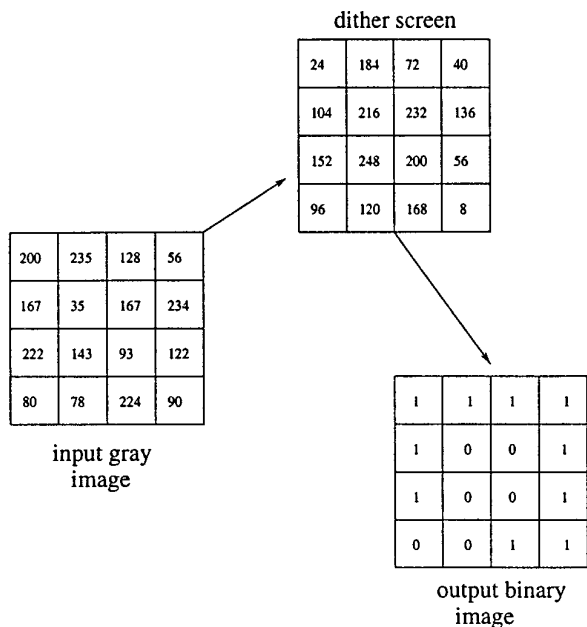 dither screen
24 184 72 40
104 216 232 136
152 248 200 56
96 120 168 8
200 235 128 56
167 35 167 234
222 143 93 122
80 78 224 90
input gray
image
1 1 1 1
1 0 0 1
1 0 0 1
0 0 1 1
output binary
image